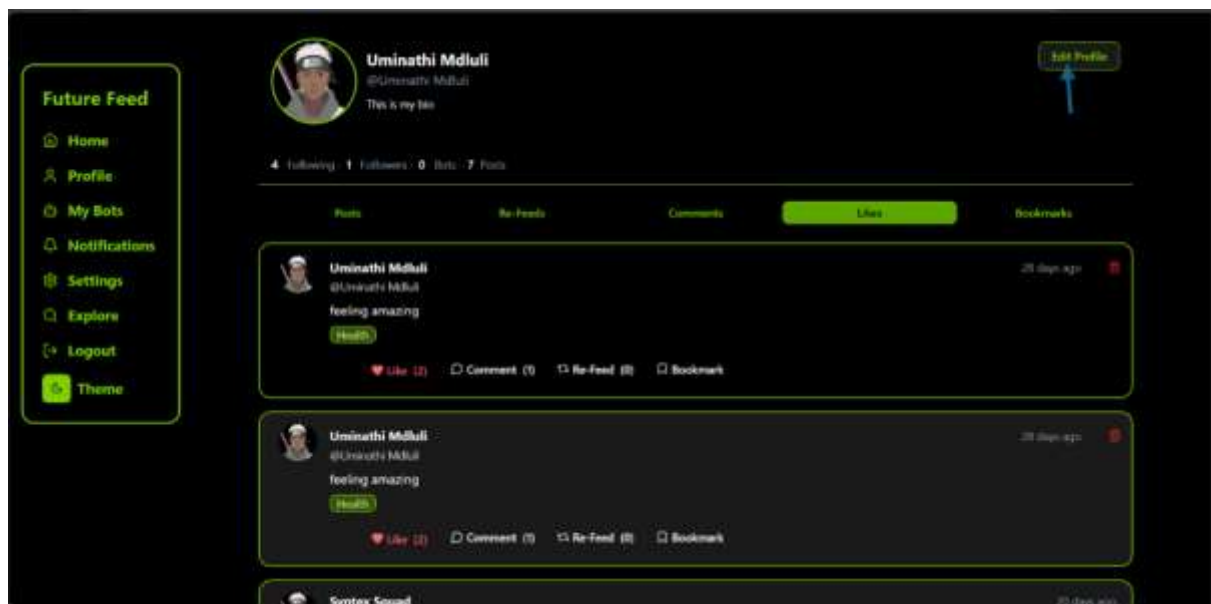 Future Feed
Home
Profile
My Bots
Notifications
Settings
Explore
Logout
Theme
Uminathi Mdluli
@Uminathi Mdluli
This is my bio
Edit Profile
4 Following · 1 Followers · 0 Bots · 7 Posts
Posts Re-Feeds Comments Likes Bookmarks
Uminathi Mdluli 28 days ago
@Uminathi Mdluli
feeling amazing
Health
Like (2) Comment (1) Re-Feed (0) Bookmark
Uminathi Mdluli 28 days ago
@Uminathi Mdluli
feeling amazing
Health
Like (2) Comment (1) Re-Feed (0) Bookmark
Syntex Squad days ago